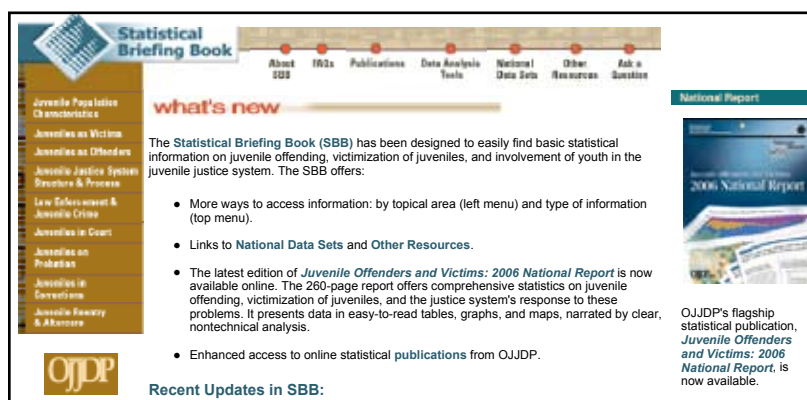 Statistical
Briefing Book
About
SBB
FAQs
Publications
Data Analysis
Tools
National
Data Sets
Other
Resources
Ask a
Question
Juvenile Population
Characteristics
Juveniles as Victims
Juveniles as Offenders
Juvenile Justice System
Structure & Process
Law Enforcement &
Juvenile Crime
Juveniles in Court
Juveniles on
Probation
Juveniles in
Corrections
Juvenile Reentry
& Aftercare
OJJDP
what's new
The Statistical Briefing Book (SBB) has been designed to easily find basic statistical
information on juvenile offending, victimization of juveniles, and involvement of youth in the
juvenile justice system. The SBB offers:
● More ways to access information: by topical area (left menu) and type of information
(top menu).
● Links to National Data Sets and Other Resources.
● The latest edition of Juvenile Offenders and Victims: 2006 National Report is now
available online. The 260-page report offers comprehensive statistics on juvenile
offending, victimization of juveniles, and the justice system's response to these
problems. It presents data in easy-to-read tables, graphs, and maps, narrated by clear,
nontechnical analysis.
● Enhanced access to online statistical publications from OJJDP.
Recent Updates in SBB:
National Report
2006 National Report
OJJDP's flagship
statistical publication,
Juvenile Offenders
and Victims: 2006
National Report, is
now available.